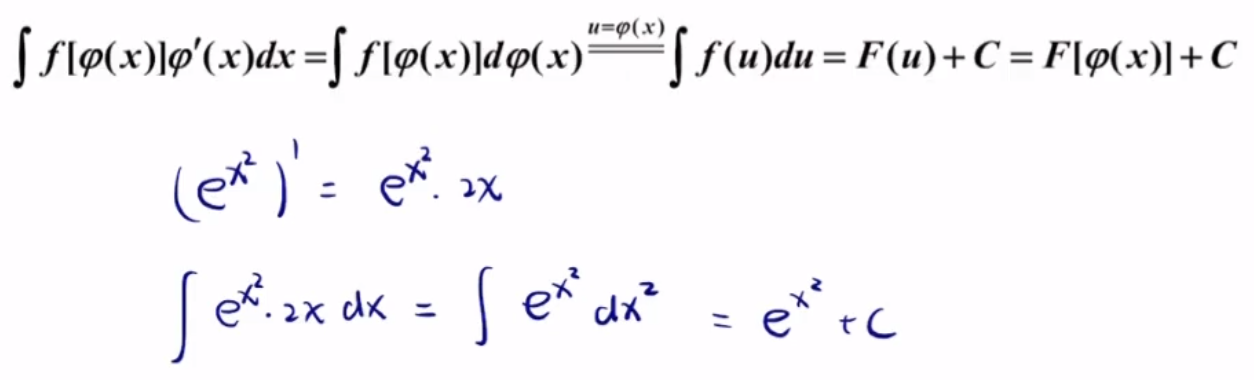 ∫ f[φ(x)]φ′(x)dx = ∫ f[φ(x)]dφ(x) u=φ(x) ═══ ∫ f(u)du = F(u) + C = F[φ(x)] + C
(e^{x²})' = e^{x²} · 2x
∫ e^{x²} · 2x dx = ∫ e^{x²} dx² = e^{x²} + C